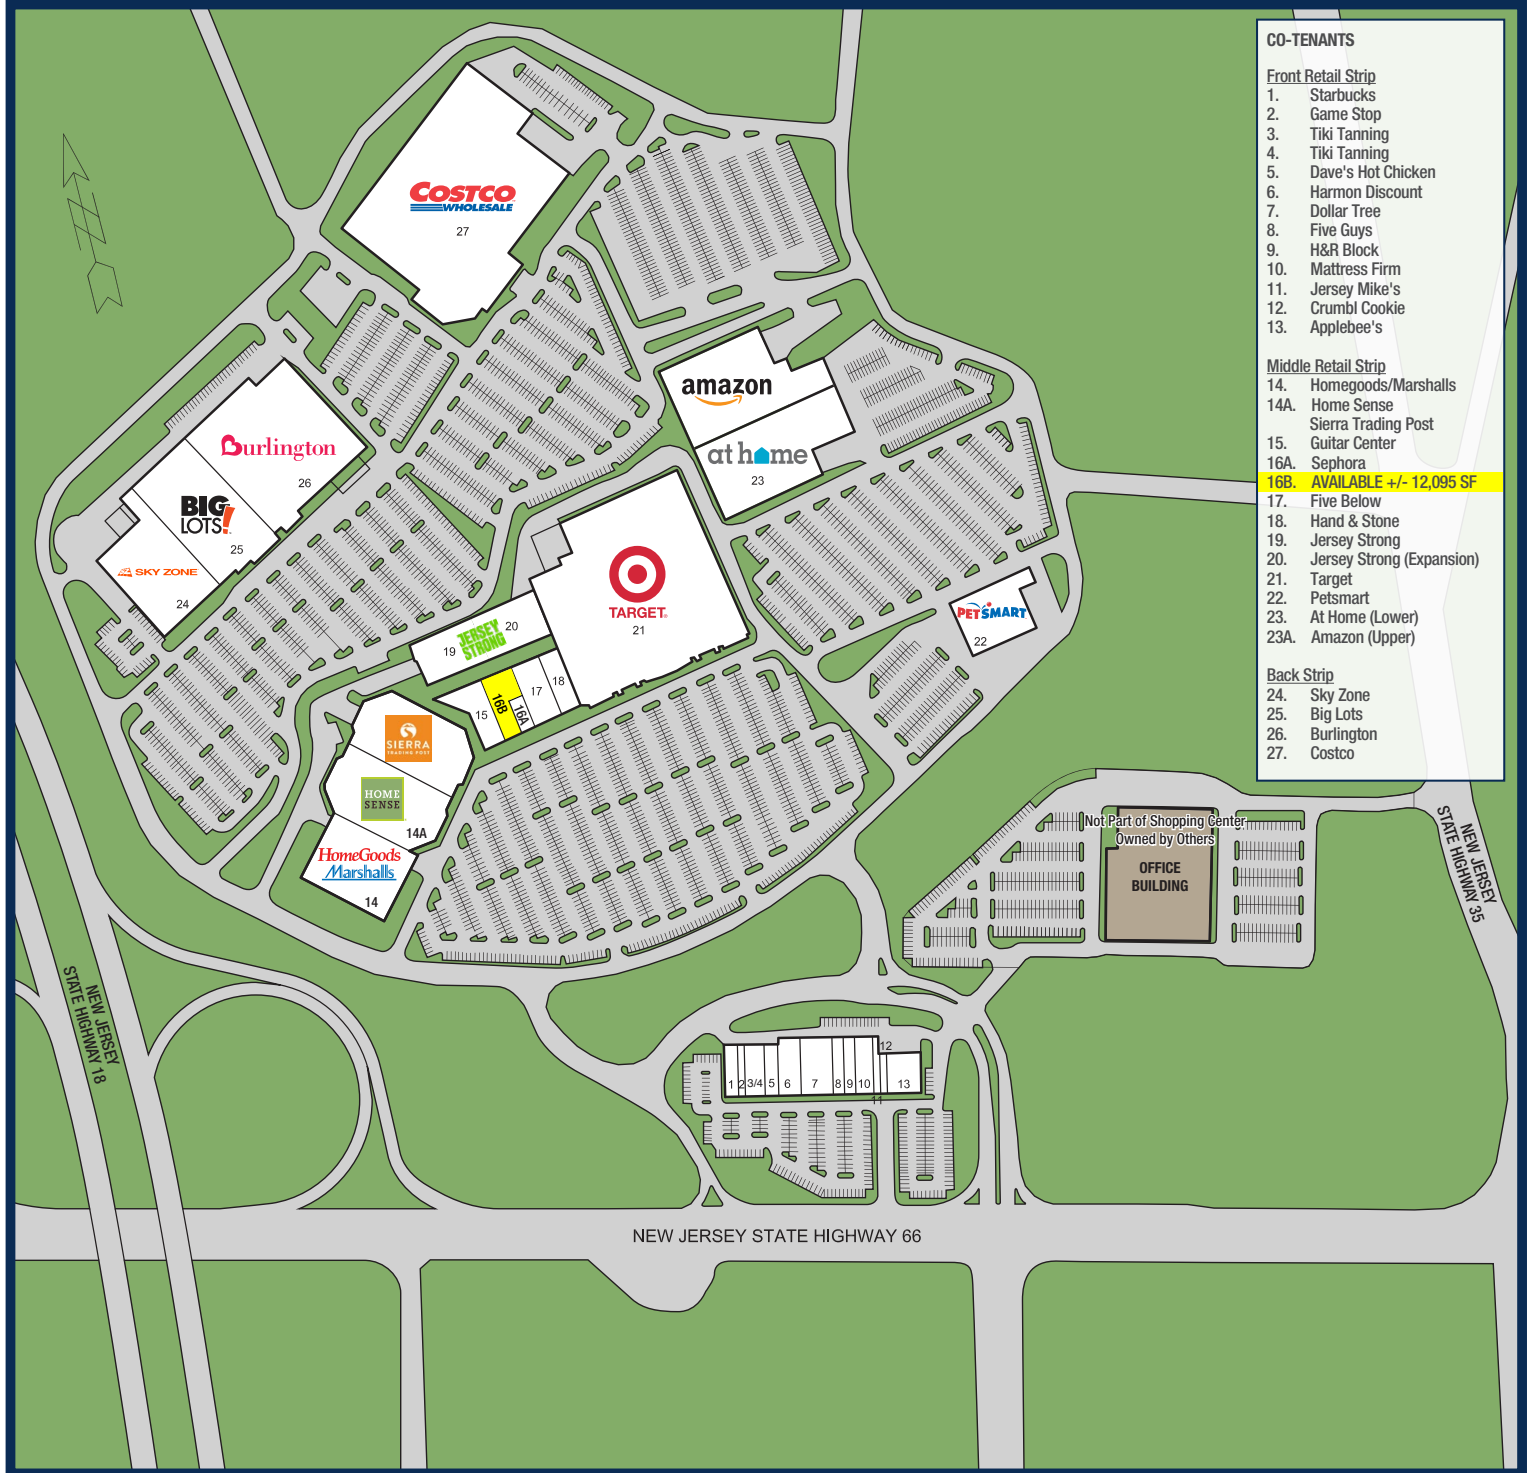 CO-TENANTS
Front Retail Strip
1. Starbucks
2. Game Stop
3. Tiki Tanning
4. Tiki Tanning
5. Dave's Hot Chicken
6. Harmon Discount
7. Dollar Tree
8. Five Guys
9. H&R Block
10. Mattress Firm
11. Jersey Mike's
12. Crumbl Cookie
13. Applebee's
Middle Retail Strip
14. Homegoods/Marshalls
14A. Home Sense
Sierra Trading Post
15. Guitar Center
16A. Sephora
16B. AVAILABLE +/- 12,095 SF
17. Five Below
18. Hand & Stone
19. Jersey Strong
20. Jersey Strong (Expansion)
21. Target
22. Petsmart
23. At Home (Lower)
23A. Amazon (Upper)
Back Strip
24. Sky Zone
25. Big Lots
26. Burlington
27. Costco
COSTCO
WHOLESALE
27
amazon
at home
23
Burlington
26
BIG
LOTS!
25
SKY ZONE
24
TARGET
21
20
JERSEY
STRONG
19
PETSMART
22
18
17
16A
16B
15
SIERRA
TRADING POST
HOME
SENSE
14A
HomeGoods
Marshalls
14
Not Part of Shopping Center
Owned by Others
OFFICE
BUILDING
NEW JERSEY
STATE HIGHWAY 35
NEW JERSEY
STATE HIGHWAY 18
12
1 2 3/4 5 6 7 8 9 10 13
11
NEW JERSEY STATE HIGHWAY 66